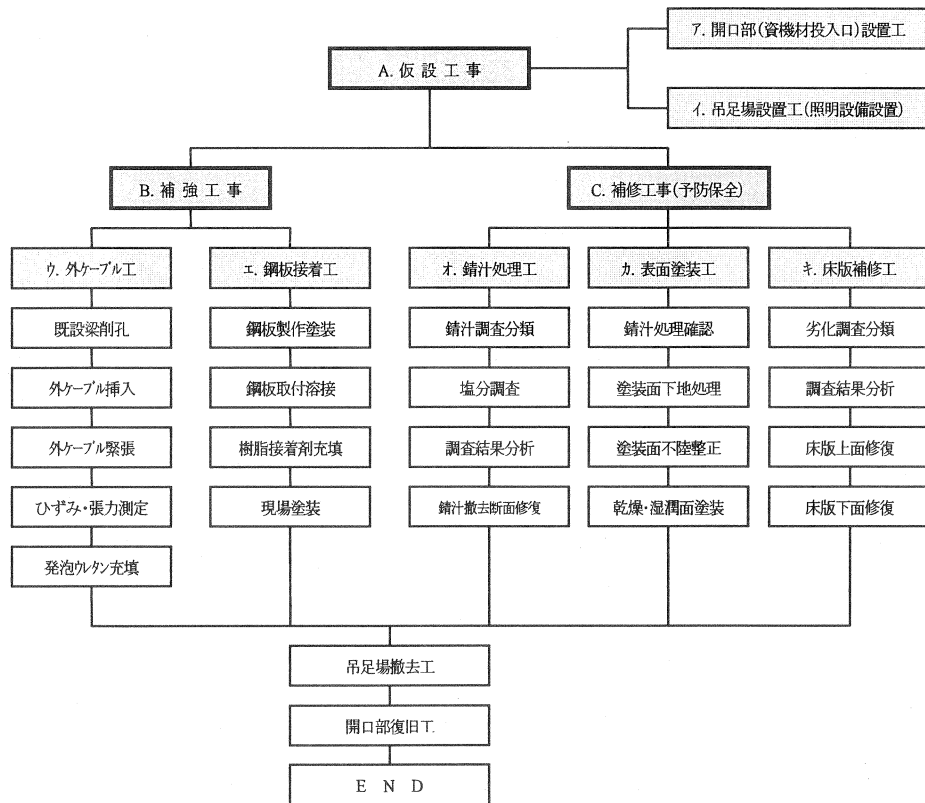 ア. 開口部(資機材投入口)設置工
A. 仮 設 工 事
イ. 吊足場設置工(照明設備設置)
B. 補 強 工 事
C. 補修工事(予防保全)
ウ. 外ケーブル工
エ. 鋼板接着工
オ. 錆汁処理工
カ. 表面塗装工
キ. 床版補修工
既設梁削孔
鋼板製作塗装
錆汁調査分類
錆汁処理確認
劣化調査分類
外ケーブル挿入
鋼板取付溶接
塩分調査
塗装面下地処理
調査結果分析
外ケーブル緊張
樹脂接着剤充填
調査結果分析
塗装面不陸整正
床版上面修復
ひずみ・張力測定
現場塗装
錆汁撤去断面修復
乾燥・湿潤面塗装
床版下面修復
発泡ウレタン充填
吊足場撤去工
開口部復旧工
E N D